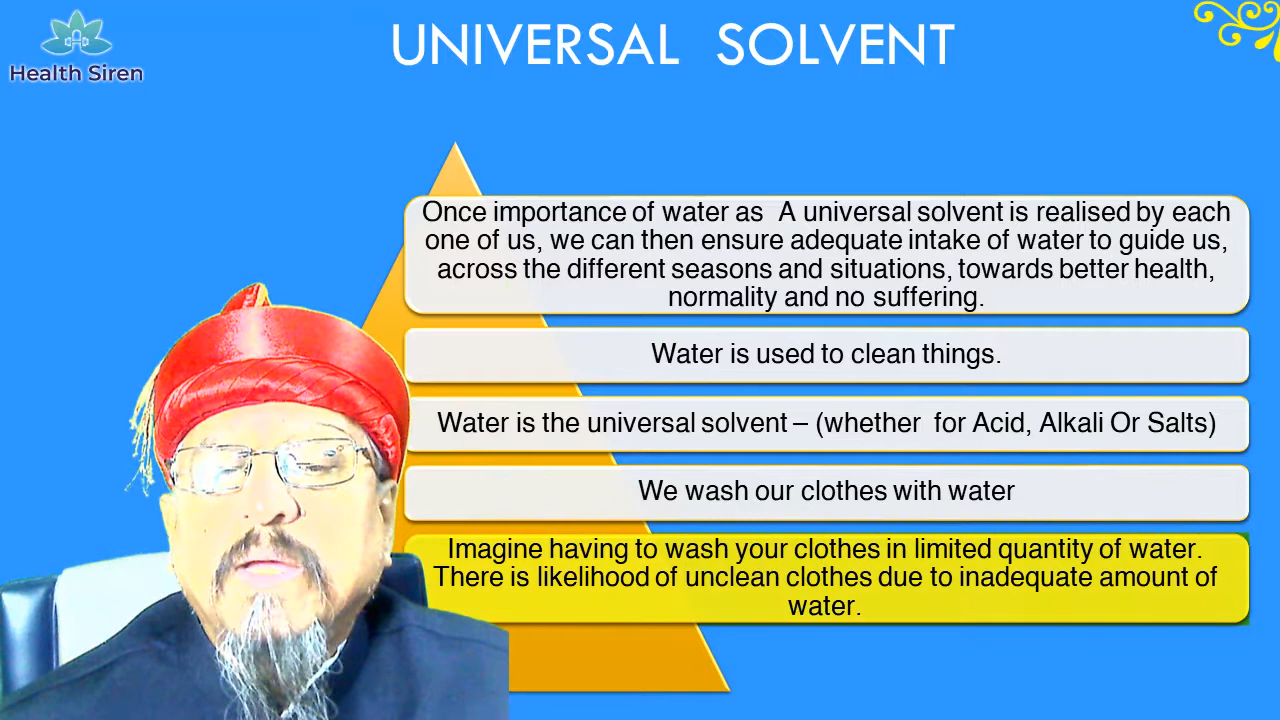 Health Siren
UNIVERSAL SOLVENT
Once importance of water as A universal solvent is realised by each
one of us, we can then ensure adequate intake of water to guide us,
across the different seasons and situations, towards better health,
normality and no suffering.
Water is used to clean things.
Water is the universal solvent – (whether for Acid, Alkali Or Salts)
We wash our clothes with water
Imagine having to wash your clothes in limited quantity of water.
There is likelihood of unclean clothes due to inadequate amount of
water.